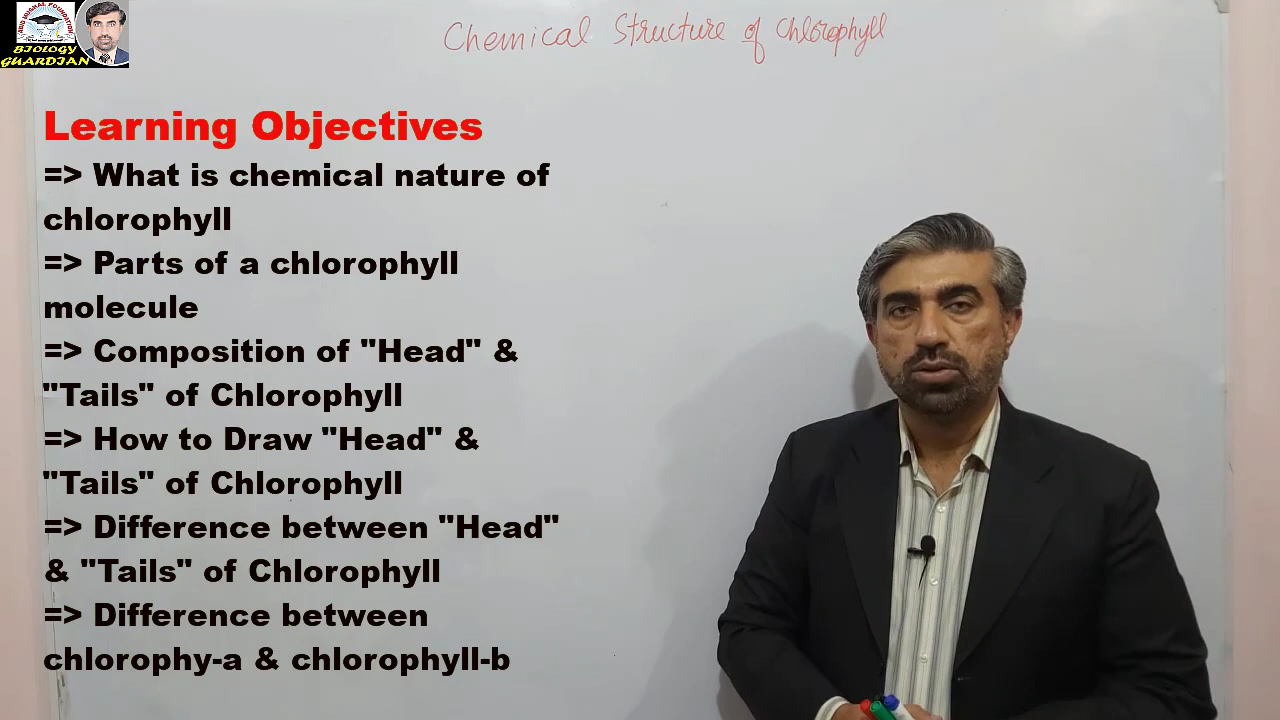 BIOLOGY
GUARDIAN
Chemical Structure of Chlorophyll
Learning Objectives
=> What is chemical nature of
chlorophyll
=> Parts of a chlorophyll
molecule
=> Composition of "Head" &
"Tails" of Chlorophyll
=> How to Draw "Head" &
"Tails" of Chlorophyll
=> Difference between "Head"
& "Tails" of Chlorophyll
=> Difference between
chlorophy-a & chlorophyll-b